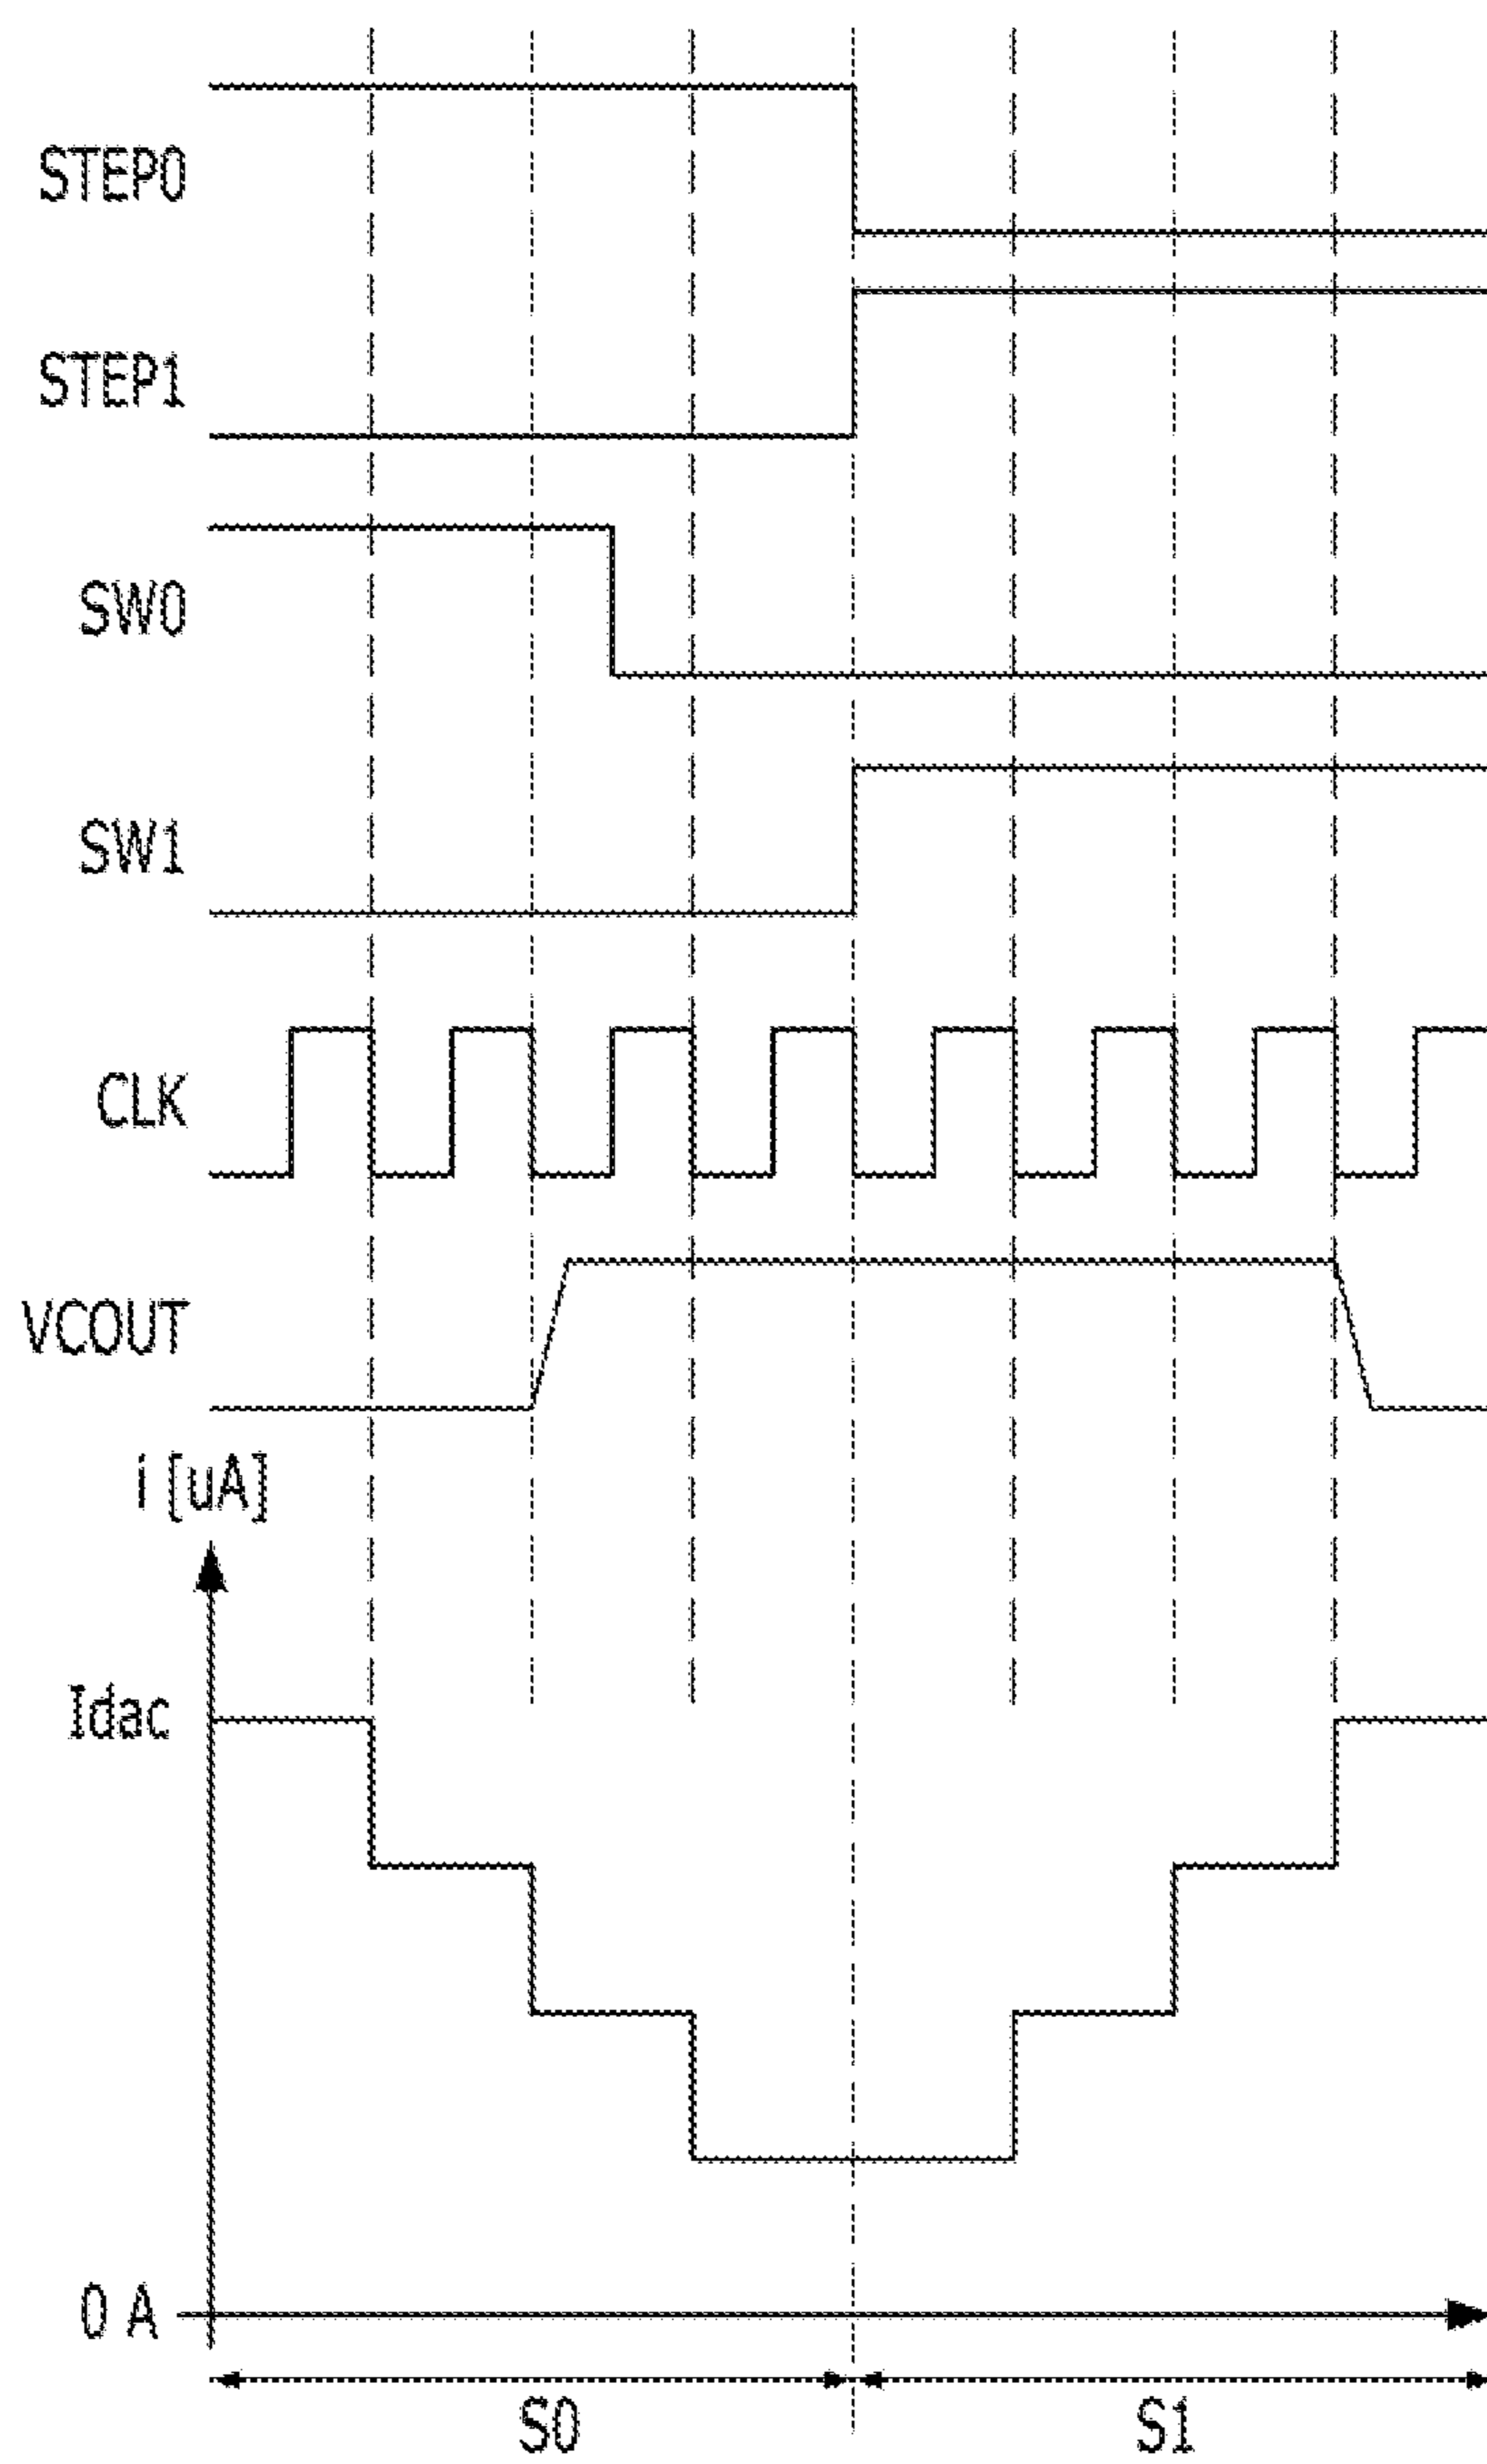 STEP0
STEP1
SW0
SW1
CLK
VCOUT
i [uA]
Idac
0 A
S0
S1